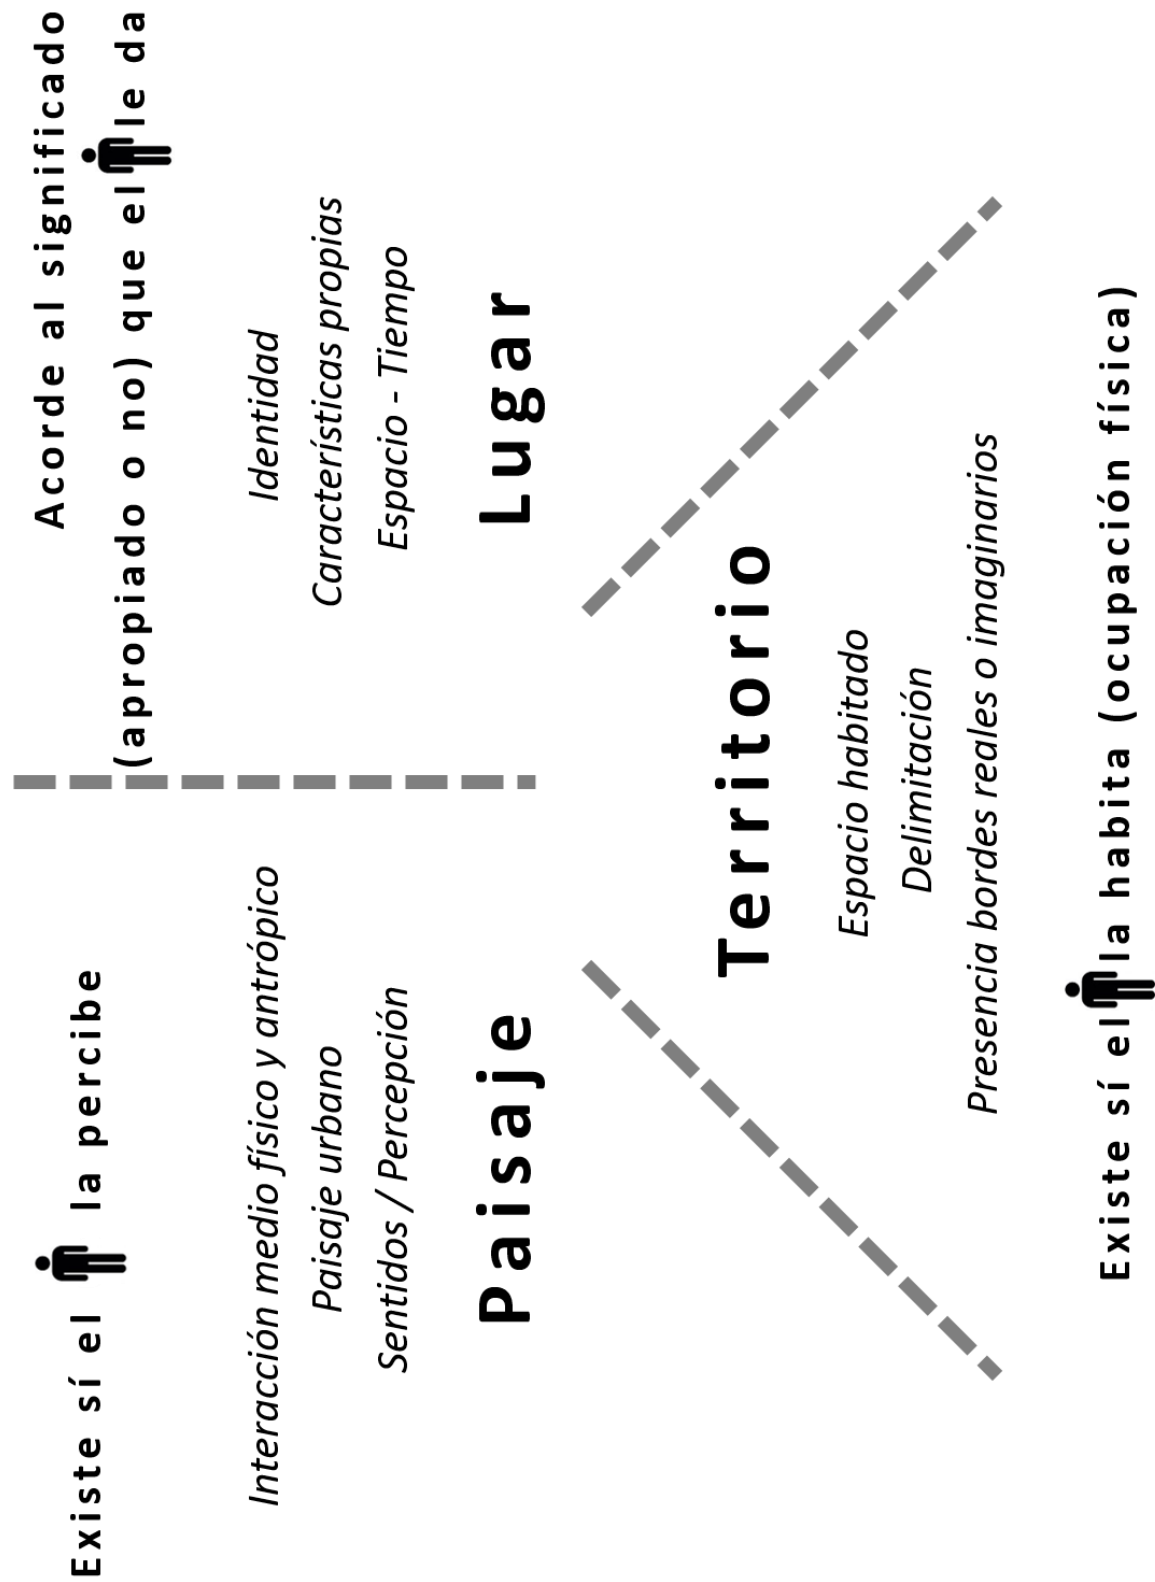 Existe sí el la percibe
Interacción medio físico y antrópico
Paisaje urbano
Sentidos / Percepción
Paisaje
Acorde al significado
(apropiado o no) que el le da
Identidad
Características propias
Espacio - Tiempo
Lugar
Territorio
Espacio habitado
Delimitación
Presencia bordes reales o imaginarios
Existe sí el la habita (ocupación física)